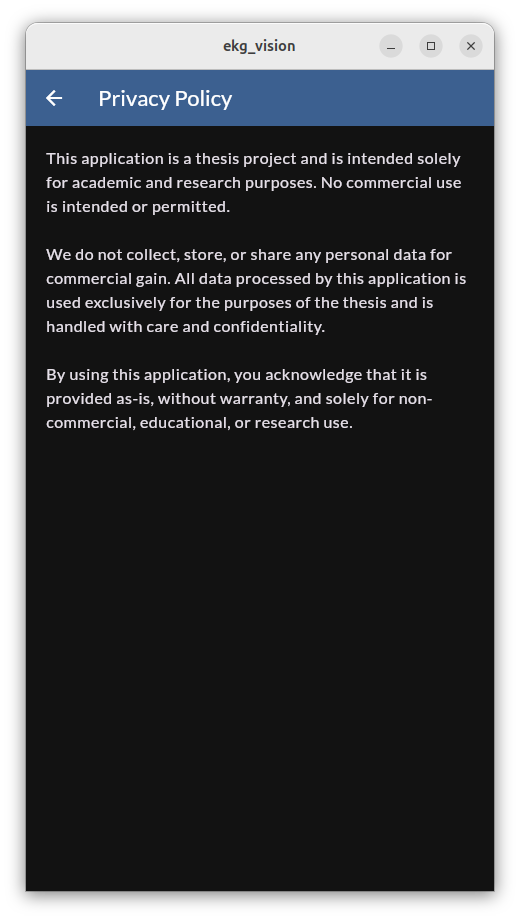 ekg_vision
Privacy Policy
This application is a thesis project and is intended solely
for academic and research purposes. No commercial use
is intended or permitted.
We do not collect, store, or share any personal data for
commercial gain. All data processed by this application is
used exclusively for the purposes of the thesis and is
handled with care and confidentiality.
By using this application, you acknowledge that it is
provided as-is, without warranty, and solely for non-
commercial, educational, or research use.